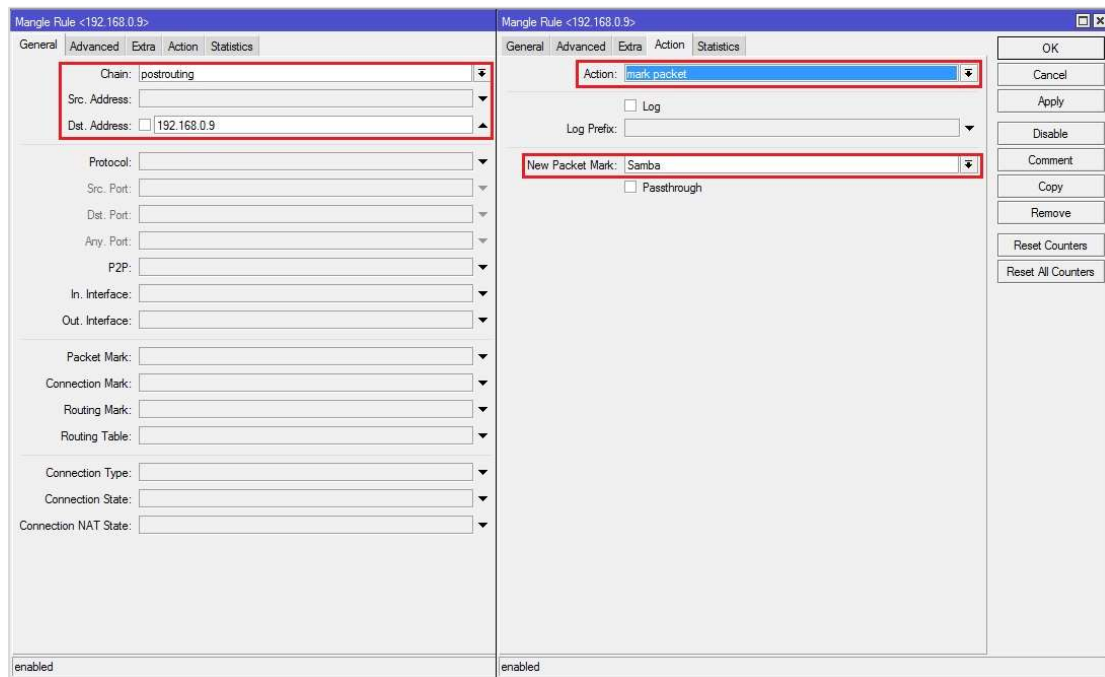 Mangle Rule <192.168.0.9>
General Advanced Extra Action Statistics
Chain: postrouting
Src. Address:
Dst. Address: 192.168.0.9
Protocol:
Src. Port:
Dst. Port:
Any. Port:
P2P:
In. Interface:
Out. Interface:
Packet Mark:
Connection Mark:
Routing Mark:
Routing Table:
Connection Type:
Connection State:
Connection NAT State:
enabled
Mangle Rule <192.168.0.9>
General Advanced Extra Action Statistics
Action: mark packet
Log
Log Prefix:
New Packet Mark: Samba
Passthrough
enabled
OK
Cancel
Apply
Disable
Comment
Copy
Remove
Reset Counters
Reset All Counters